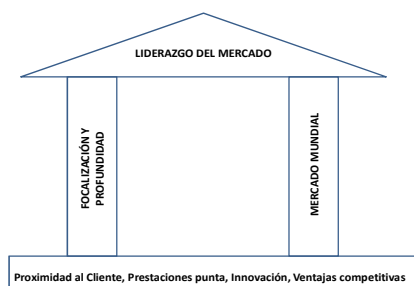 LIDERAZGO DEL MERCADO
FOCALIZACIÓN Y
PROFUNDIDAD
MERCADO MUNDIAL
Proximidad al Cliente, Prestaciones punta, Innovación, Ventajas competitivas